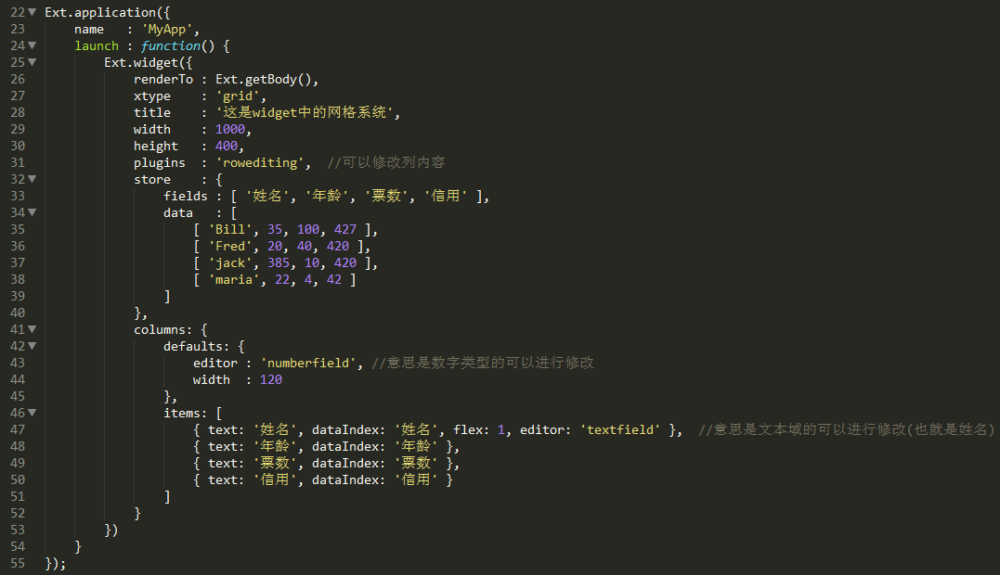 22 Ext.application({
23     name   : 'MyApp',
24     launch : function() {
25         Ext.widget({
26             renderTo : Ext.getBody(),
27             xtype    : 'grid',
28             title    : '这是widget中的网格系统',
29             width    : 1000,
30             height   : 400,
31             plugins  : 'rowediting',  //可以修改列内容
32             store    : {
33                 fields : [ '姓名', '年龄', '票数', '信用' ],
34                 data   : [
35                     [ 'Bill', 35, 100, 427 ],
36                     [ 'Fred', 20, 40, 420 ],
37                     [ 'jack', 385, 10, 420 ],
38                     [ 'maria', 22, 4, 42 ]
39                 ]
40             },
41             columns: {
42                 defaults: {
43                     editor : 'numberfield', //意思是数字类型的可以进行修改
44                     width  : 120
45                 },
46                 items: [
47                     { text: '姓名', dataIndex: '姓名', flex: 1, editor: 'textfield' },  //意思是文本域的可以进行修改(也就是姓名)
48                     { text: '年龄', dataIndex: '年龄' },
49                     { text: '票数', dataIndex: '票数' },
50                     { text: '信用', dataIndex: '信用' }
51                 ]
52             }
53         })
54     }
55 });